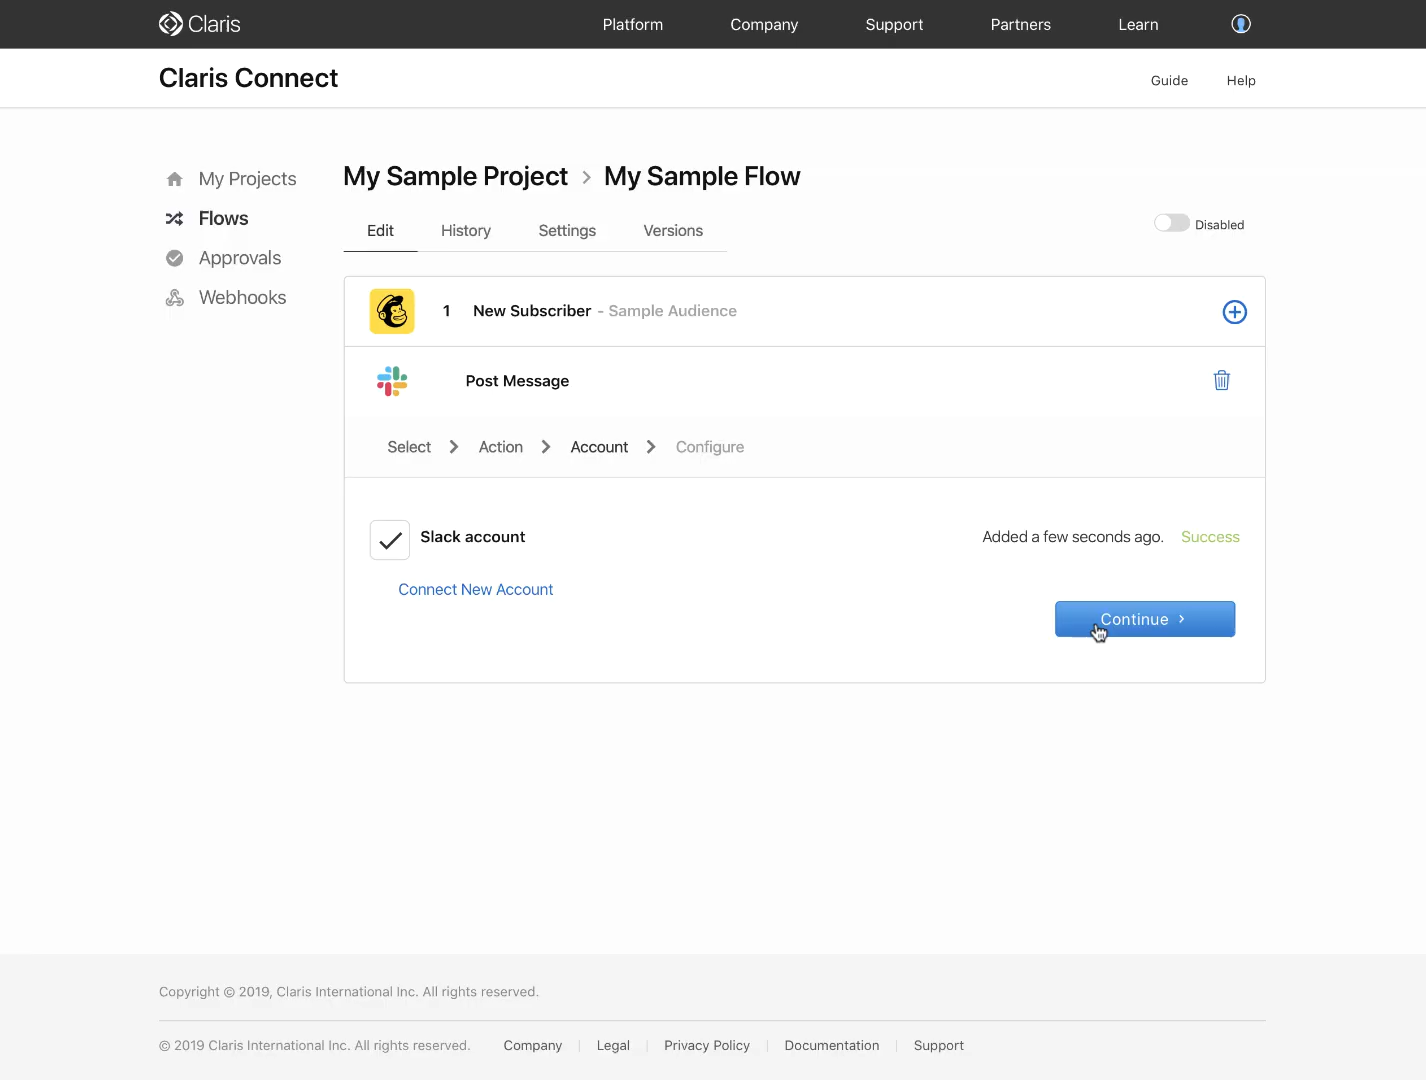 Claris
Platform Company Support Partners Learn
Claris Connect
Guide Help
My Projects
Flows
Approvals
Webhooks
My Sample Project > My Sample Flow
Edit History Settings Versions
Disabled
1 New Subscriber - Sample Audience
Post Message
Select > Action > Account > Configure
Slack account
Added a few seconds ago. Success
Connect New Account
Continue >
Copyright © 2019, Claris International Inc. All rights reserved.
© 2019 Claris International Inc. All rights reserved. Company | Legal | Privacy Policy | Documentation | Support